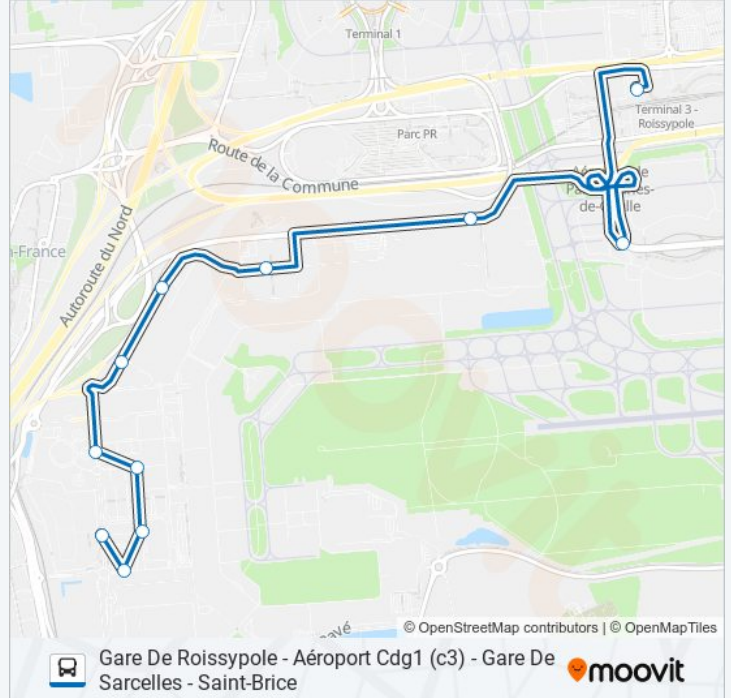 Terminal 1
Parc PR
Terminal 3 -
Roissypole
Route de la Commune
de-
Autoroute du Nord
-France
© OpenStreetMap contributors | © OpenMapTiles
Gare De Roissypole - Aéroport Cdg1 (c3) - Gare De
Sarcelles - Saint-Brice
moovit